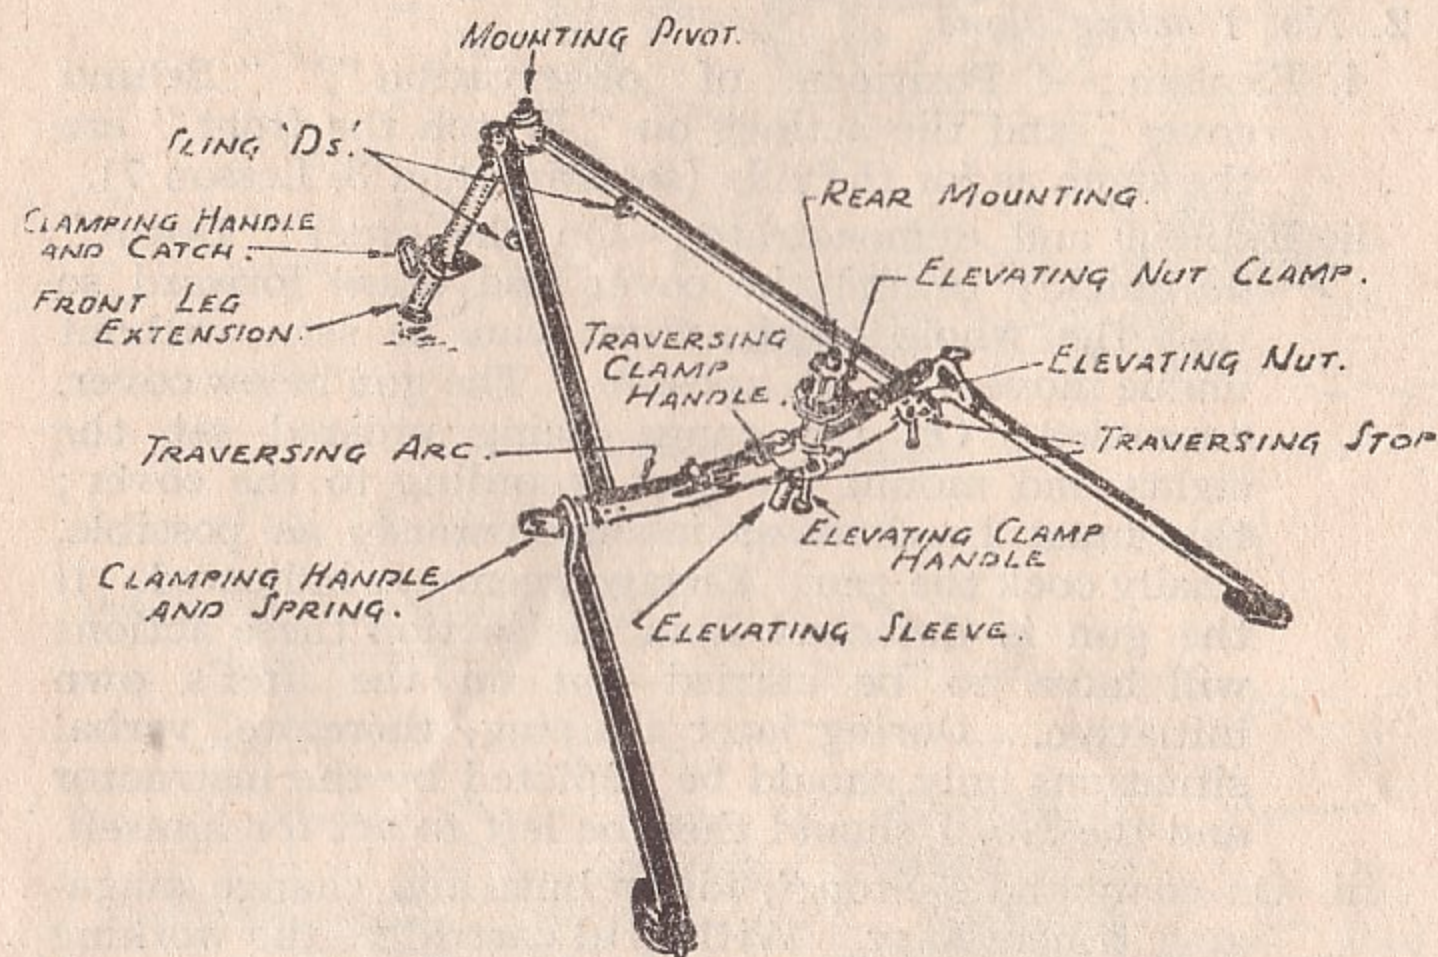 MOUNTING PIVOT.
SLING 'Ds'.
REAR MOUNTING.
CLAMPING HANDLE
AND CATCH.
ELEVATING NUT CLAMP.
FRONT LEG
EXTENSION.
TRAVERSING
CLAMP
HANDLE.
ELEVATING NUT.
TRAVERSING ARC.
TRAVERSING STOP
ELEVATING CLAMP
HANDLE
CLAMPING HANDLE
AND SPRING.
ELEVATING SLEEVE.